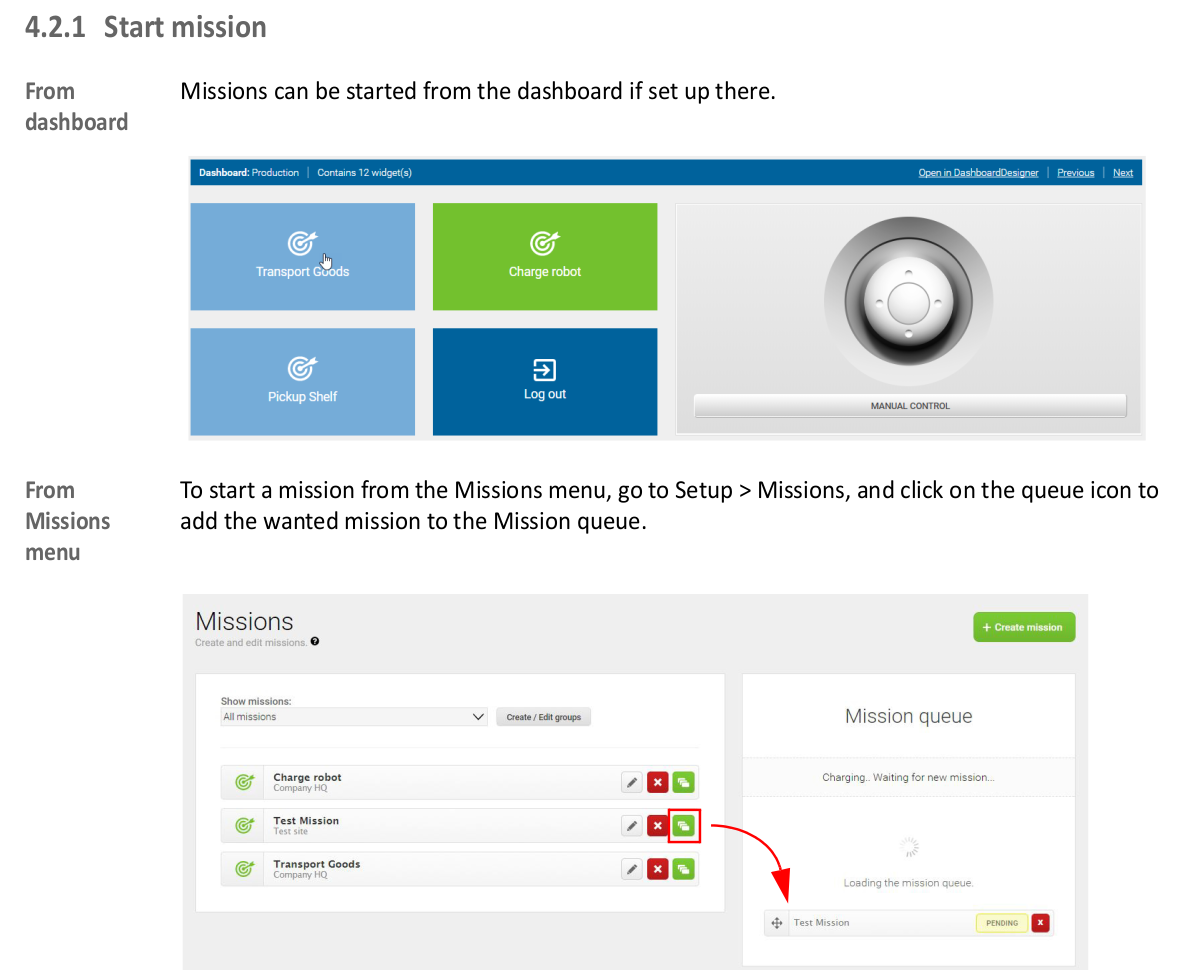 4.2.1 Start mission
From
dashboard
Missions can be started from the dashboard if set up there.
Dashboard: Production | Contains 12 widget(s)
Open in DashboardDesigner | Previous | Next
Transport Goods
Charge robot
Pickup Shelf
Log out
MANUAL CONTROL
From
Missions
menu
To start a mission from the Missions menu, go to Setup > Missions, and click on the queue icon to
add the wanted mission to the Mission queue.
Missions
Create and edit missions. ?
+ Create mission
Show missions:
All missions
Create / Edit groups
Charge robot
Company HQ
Test Mission
Test site
Transport Goods
Company HQ
Mission queue
Charging.. Waiting for new mission...
Loading the mission queue.
Test Mission
PENDING